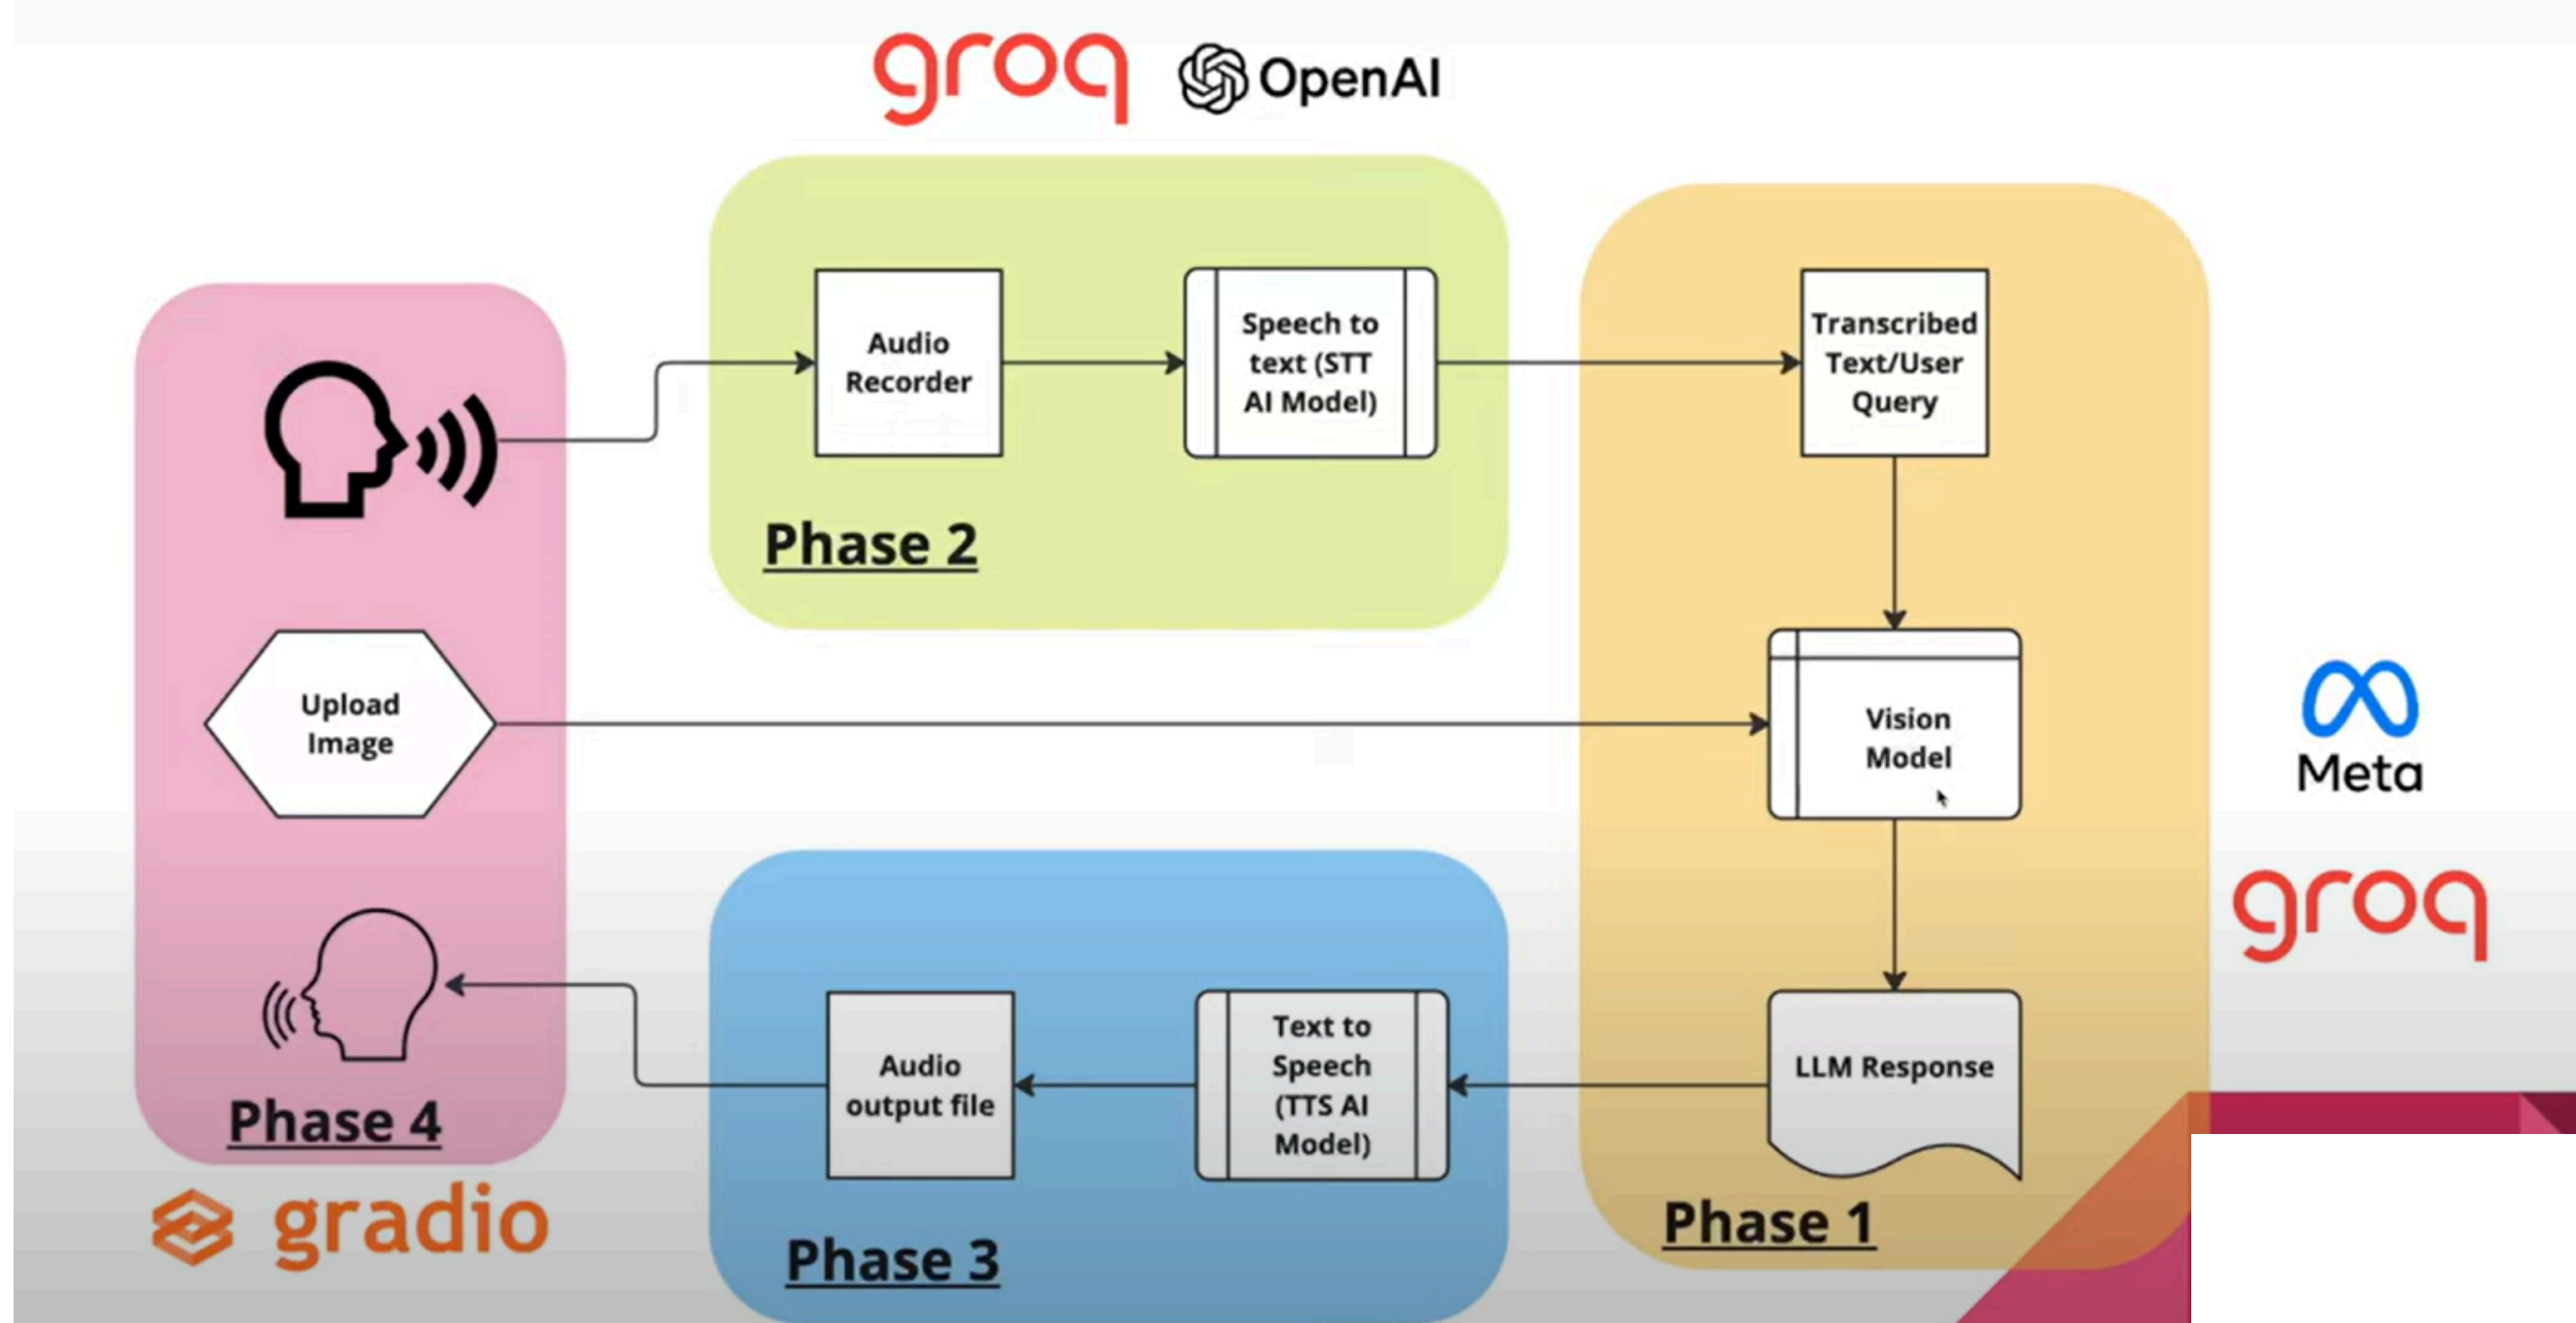 groq
OpenAI
Audio
Recorder
Speech to
text (STT
AI Model)
Phase 2
Transcribed
Text/User
Query
Upload
Image
Vision
Model
Meta
groq
Audio
output file
Text to
Speech
(TTS AI
Model)
LLM Response
Phase 4
gradio
Phase 3
Phase 1